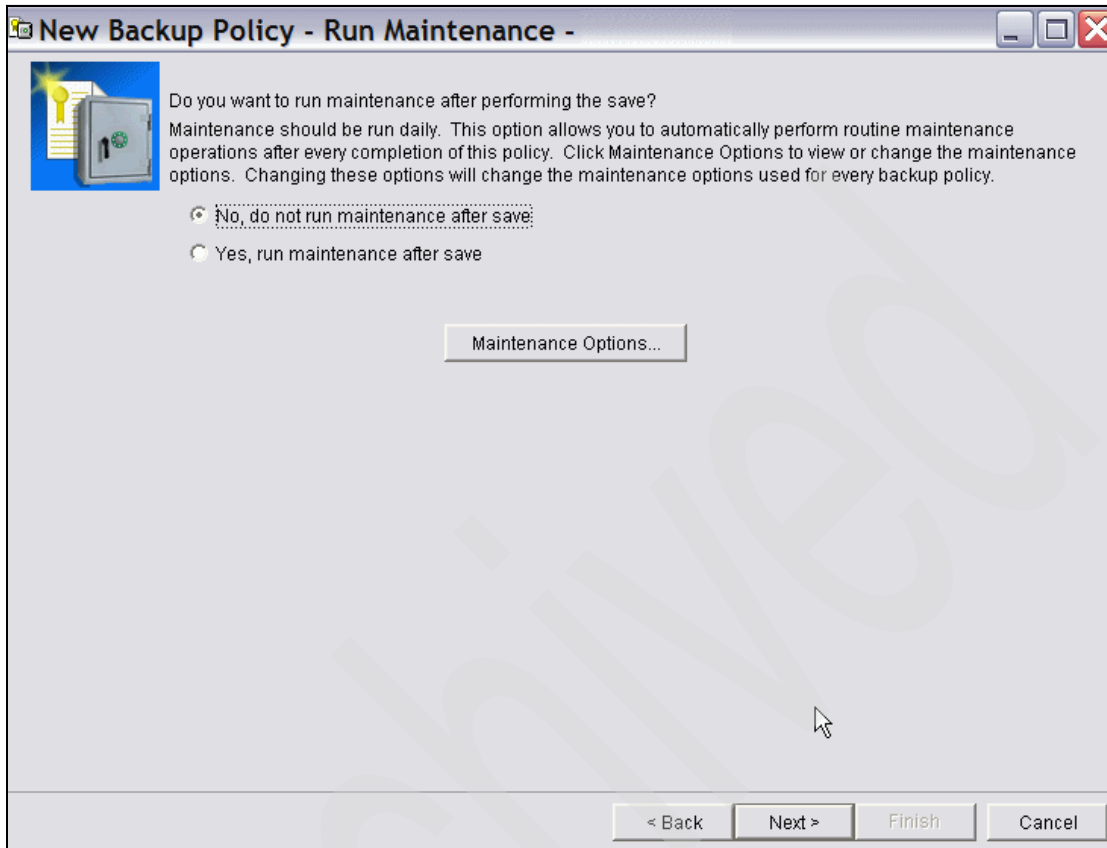 New Backup Policy - Run Maintenance -
Do you want to run maintenance after performing the save?
Maintenance should be run daily. This option allows you to automatically perform routine maintenance
operations after every completion of this policy. Click Maintenance Options to view or change the maintenance
options. Changing these options will change the maintenance options used for every backup policy.
No, do not run maintenance after save
Yes, run maintenance after save
Maintenance Options...
< Back
Next >
Finish
Cancel